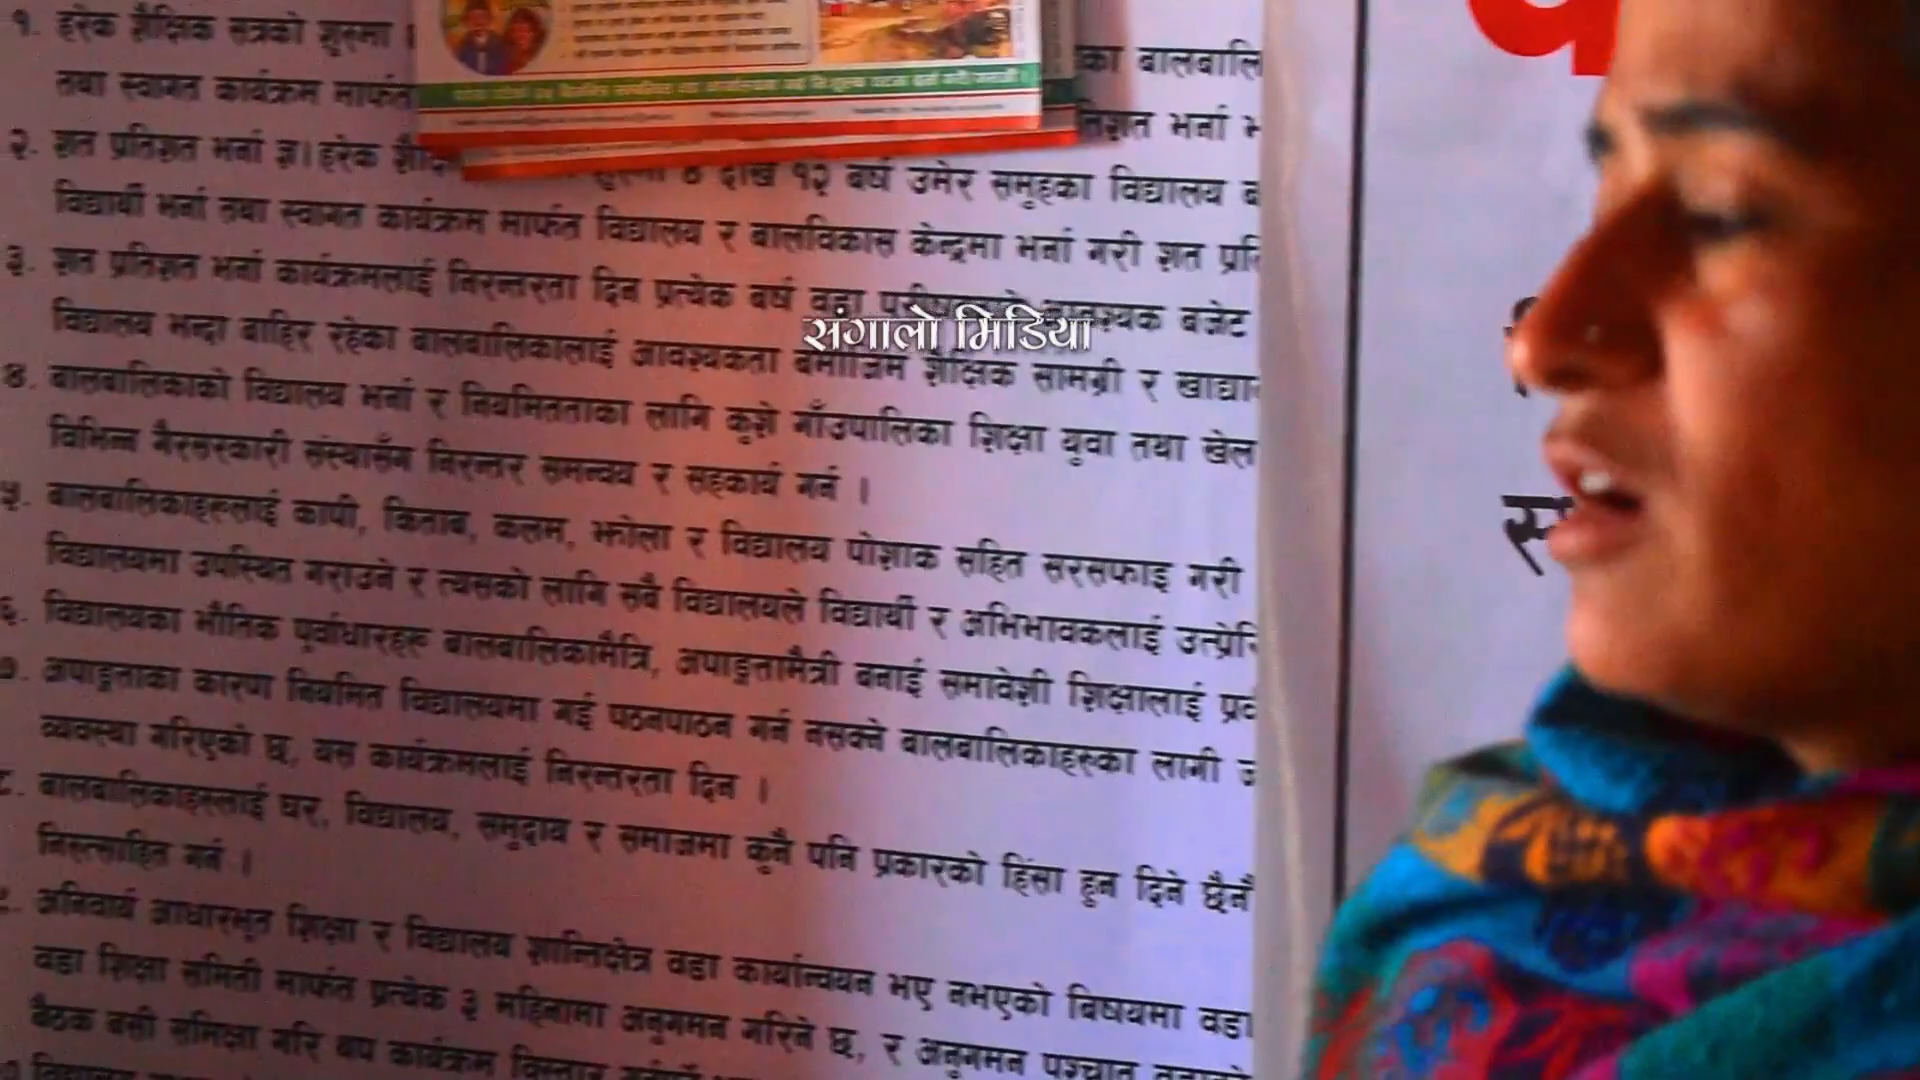 १. हरेक शैक्षिक सत्रको शुरुमा
का बालबालि
तथा स्वागत कार्यक्रम मार्फत
भर्ना
२. शत प्रतिशत भर्ना ज्ञ। हरेक
४ देखि १२ बर्ष उमेर समुहका विद्यालय
विद्यार्थी भर्ना तथा स्वागत कार्यक्रम मार्फत विद्यालय र बालविकास केन्द्रमा भर्ना गरी शत
३. शत प्रतिशत भर्ना कार्यक्रमलाई निरन्तरता दिन प्रत्येक बर्ष वडा बजेट
संगालो मिडिया
विद्यालय भन्दा बाहिर रहेका बालबालिकालाई आवश्यकता बमोजिम शैक्षिक सामग्री र
४. बालबालिकाको विद्यालय भर्ना र नियमितताका लागि कुशे गाँउपालिका शिक्षा युवा तथा खेल
विभिन्न गैरसरकारी संस्थासँग निरन्तर समन्वय र सहकार्य गर्न ।
५. बालबालिकाहरुलाई कापी, किताब, कलम, झोला र विद्यालय पोशाक सहित सरसफाइ गरी
विद्यालयमा उपस्थित गराउने र त्यसको लागि सबै विद्यालयले विद्यार्थी र अभिभावकलाई
६. विद्यालयका भौतिक पूर्वाधारहरु बालबालिकामैत्रि, अपाङ्गतामैत्री बनाई समावेशी शिक्षालाई
७. अपाङ्गताका कारण नियमित विद्यालयमा गई पठनपाठन गर्न नसक्ने बालबालिकाहरुका लागी
व्यवस्था गरिएको छ, यस कार्यक्रमलाई निरन्तरता दिन ।
८. बालबालिकाहरुलाई घर, विद्यालय, समुदाय र समाजमा कुनै पनि प्रकारको हिंसा हुन दिने छैनौ
निरुत्साहित गर्न ।
अनिवार्य आधारभूत शिक्षा र विद्यालय शान्तिक्षेत्र वडा कार्यान्वयन भए नभएको बिषयमा वडा
वडा शिक्षा समिती मार्फत प्रत्येक ३ महिनामा अनुगमन गरिने छ, र अनुगमन पश्चात
बैठक बसी समिक्षा गरि थप कार्यक्रम